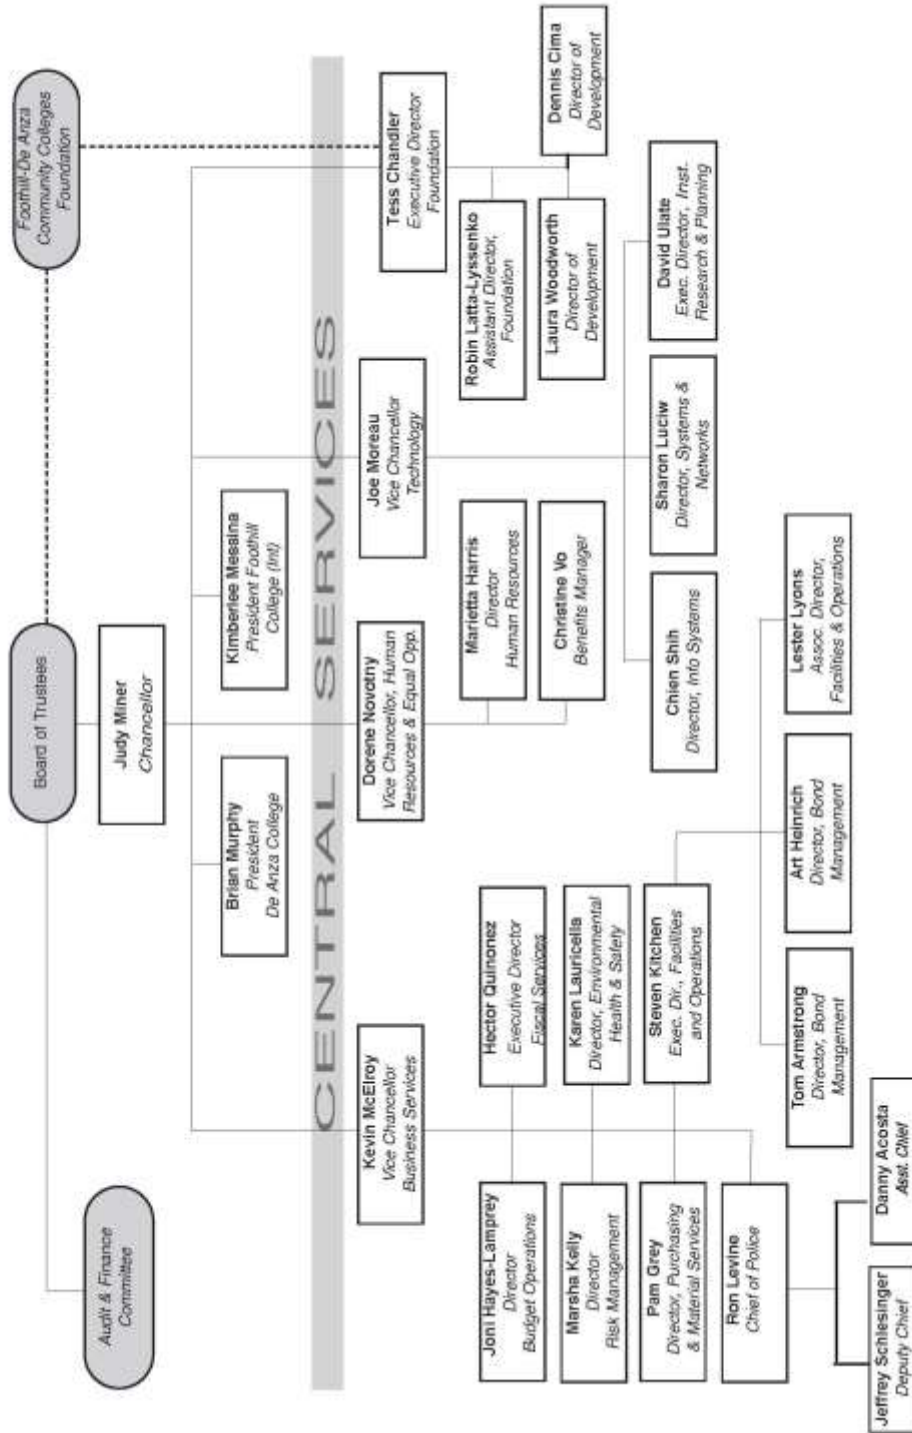 Foothill-De Anza
Community Colleges
Foundation
Board of Trustees
Audit & Finance
Committee
Judy Miner
Chancellor
Brian Murphy
President
De Anza College
Kimberlee Messina
President Foothill
College (Int)
CENTRAL SERVICES
Kevin McElroy
Vice Chancellor
Business Services
Dorene Novotny
Vice Chancellor, Human
Resources & Equal Opp.
Joe Moreau
Vice Chancellor
Technology
Tess Chandler
Executive Director
Foundation
Joni Hayes-Lamprey
Director
Budget Operations
Hector Quinonez
Executive Director
Fiscal Services
Marsha Kelly
Director
Risk Management
Karen Lauricella
Director, Environmental
Health & Safety
Pam Grey
Director, Purchasing
& Material Services
Steven Kitchen
Exec. Dir., Facilities
and Operations
Ron Levine
Chief of Police
Jeffrey Schlesinger
Deputy Chief
Danny Acosta
Asst. Chief
Tom Armstrong
Director, Bond
Management
Art Heinrich
Director, Bond
Management
Lester Lyons
Assoc. Director,
Facilities & Operations
Marietta Harris
Director
Human Resources
Christine Vo
Benefits Manager
Chien Shih
Director, Info Systems
Sharon Luciw
Director, Systems &
Networks
David Ulate
Exec. Director, Inst.
Research & Planning
Robin Latta-Lyssenko
Assistant Director,
Foundation
Laura Woodworth
Director of
Development
Dennis Cima
Director of
Development